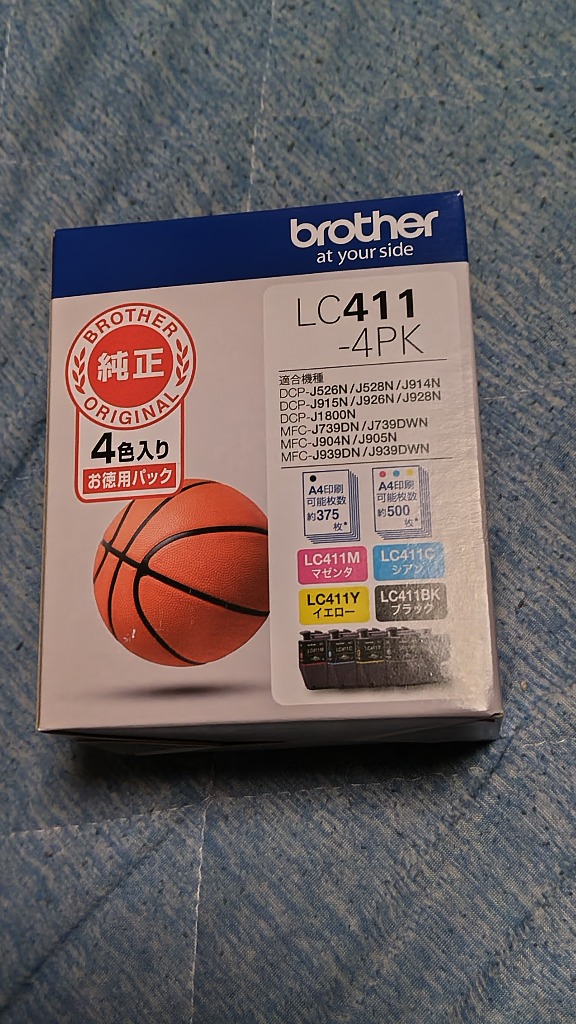 brother
at your side
BROTHER
純正
ORIGINAL
4色入り
お徳用パック
LC411
-4PK
適合機種
DCP-J526N/J528N/J914N
DCP-J915N/J926N/J928N
DCP-J1800N
MFC-J739DN/J739DWN
MFC-J904N/J905N
MFC-J939DN/J939DWN
A4印刷
可能枚数
約375
枚*
A4印刷
可能枚数
約500
枚*
LC411M
マゼンタ
LC411C
シアン
LC411Y
イエロー
LC411BK
ブラック